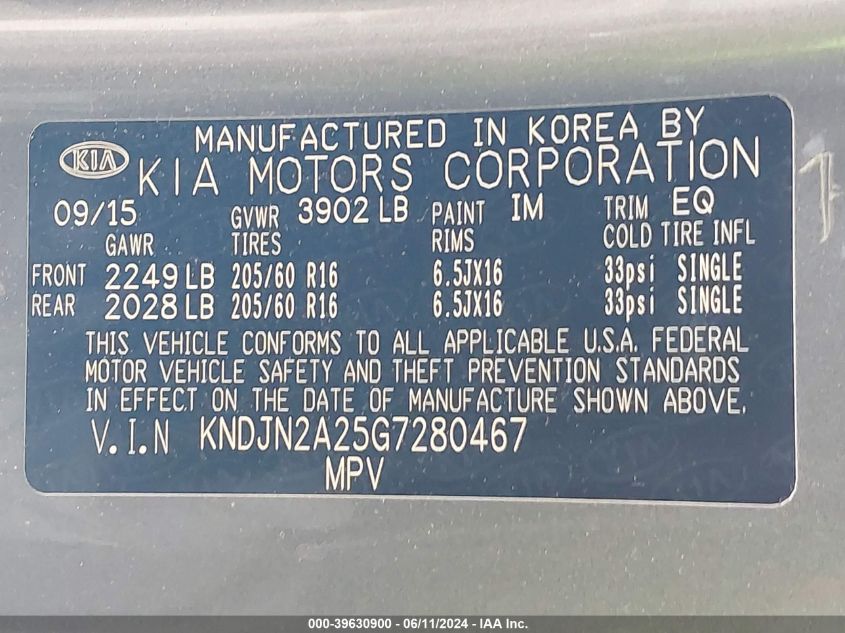 MANUFACTURED IN KOREA BY
KIA KIA MOTORS CORPORATION
09/15 GVWR 3902 LB PAINT IM TRIM EQ
GAWR TIRES RIMS COLD TIRE INFL
FRONT 2249 LB 205/60 R16 6.5JX16 33psi SINGLE
REAR 2028 LB 205/60 R16 6.5JX16 33psi SINGLE
THIS VEHICLE CONFORMS TO ALL APPLICABLE U.S.A. FEDERAL
MOTOR VEHICLE SAFETY AND THEFT PREVENTION STANDARDS
IN EFFECT ON THE DATE OF MANUFACTURE SHOWN ABOVE.
V.I.N KNDJN2A25G7280467
MPV
000-39630900 - 06/11/2024 - IAA Inc.